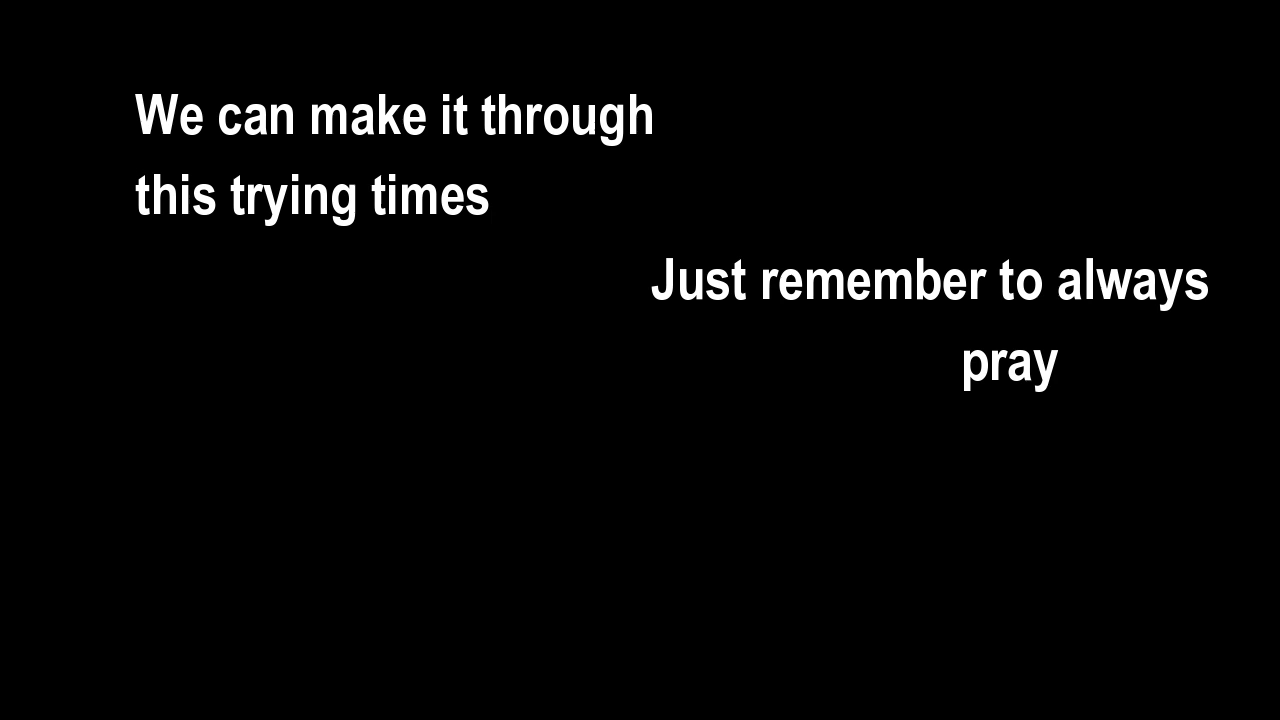 We can make it through
this trying times
Just remember to always
pray